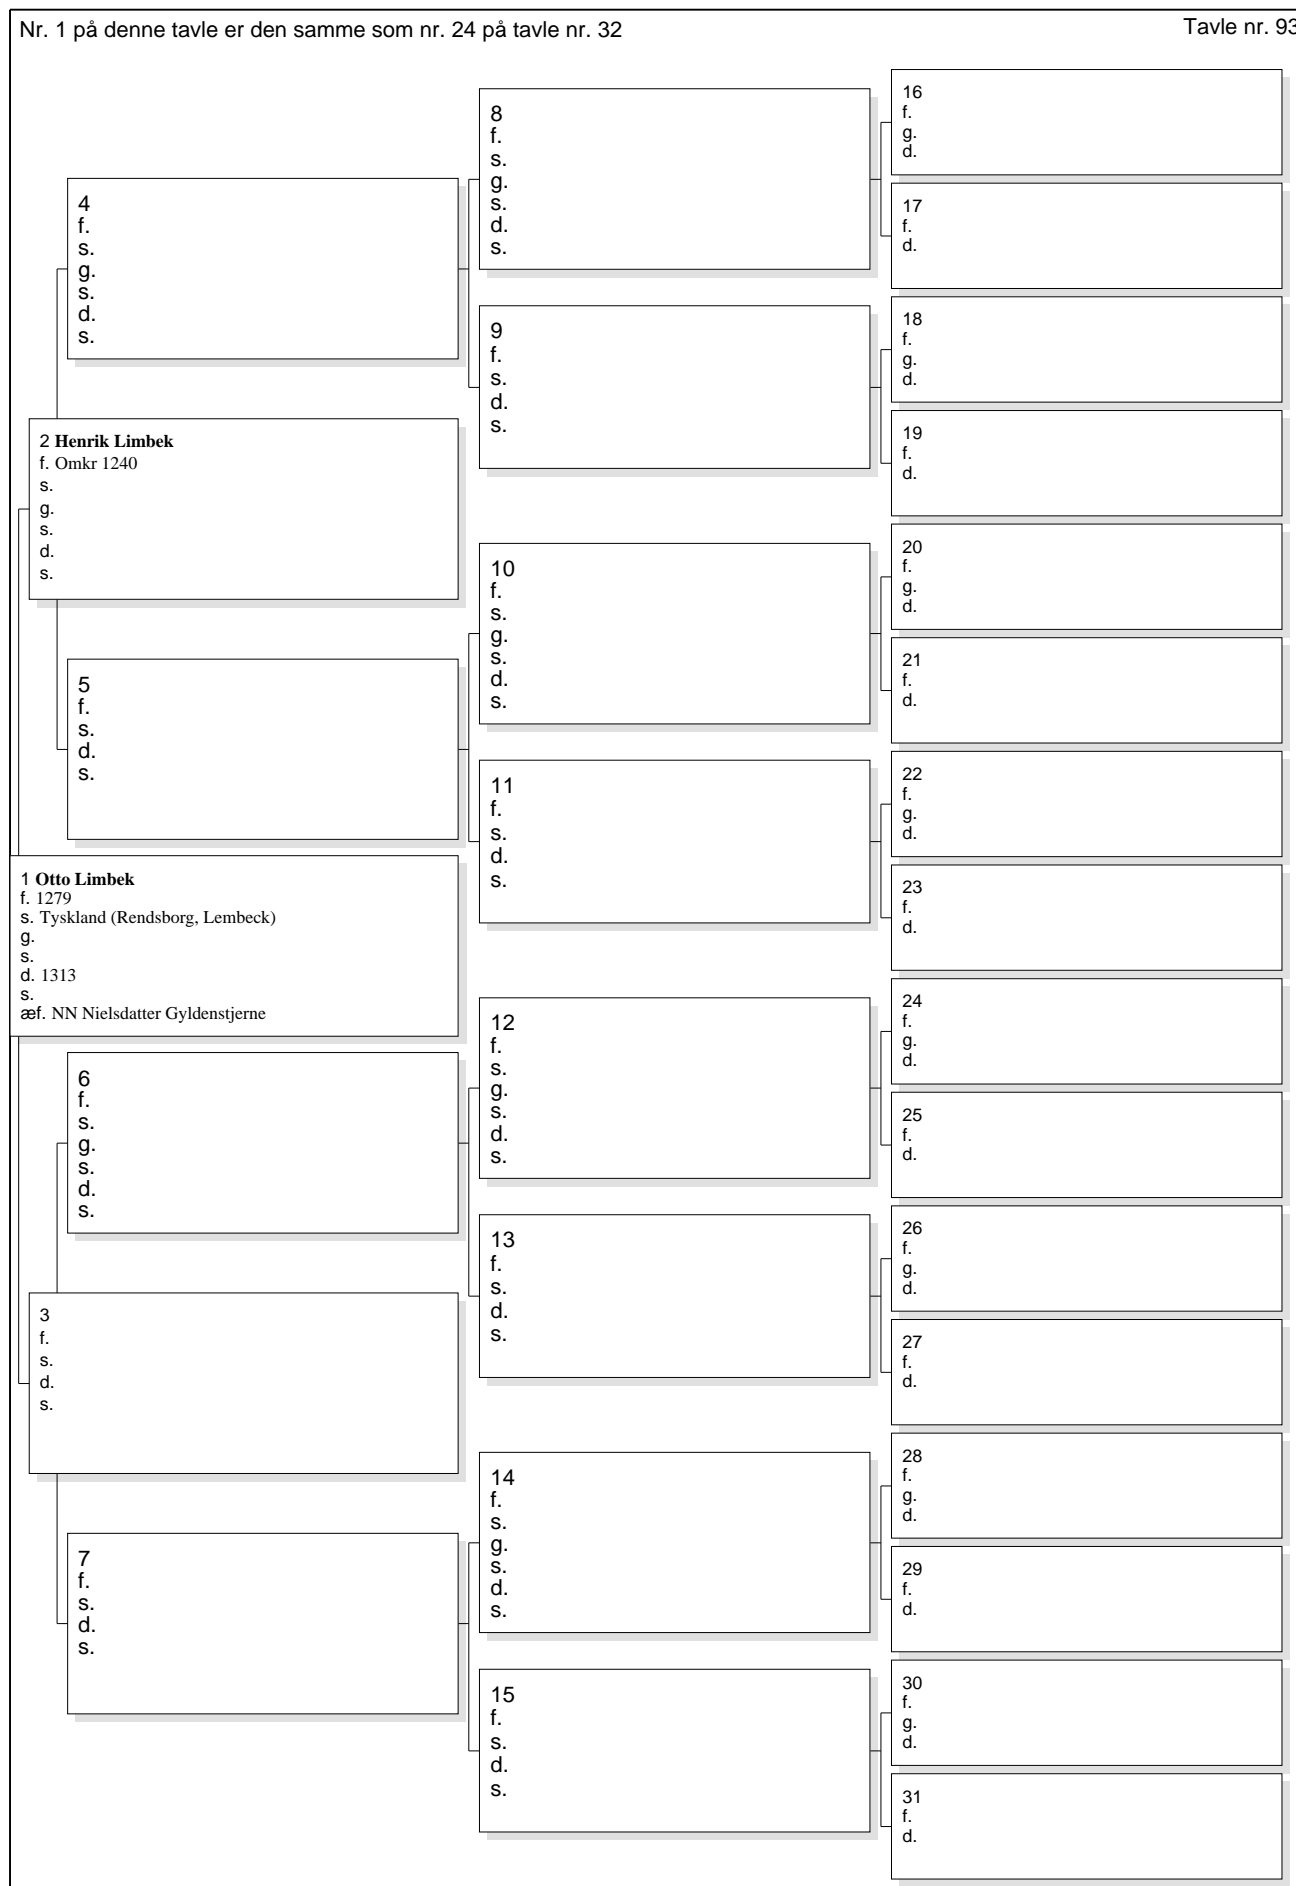 Nr. 1 på denne tavle er den samme som nr. 24 på tavle nr. 32
Tavle nr. 93
4
f.
s.
g.
s.
d.
s.
2 Henrik Limbek
f. Omkr 1240
s.
g.
s.
d.
s.
5
f.
s.
d.
s.
1 Otto Limbek
f. 1279
s. Tyskland (Rendsborg, Lembeck)
g.
s.
d. 1313
s.
æf. NN Nielsdatter Gyldenstjerne
6
f.
s.
g.
s.
d.
s.
3
f.
s.
d.
s.
7
f.
s.
d.
s.
8
f.
s.
g.
s.
d.
s.
9
f.
s.
d.
s.
10
f.
s.
g.
s.
d.
s.
11
f.
s.
d.
s.
12
f.
s.
g.
s.
d.
s.
13
f.
s.
d.
s.
14
f.
s.
g.
s.
d.
s.
15
f.
s.
d.
s.
16
f.
g.
d.
17
f.
d.
18
f.
g.
d.
19
f.
d.
20
f.
g.
d.
21
f.
d.
22
f.
g.
d.
23
f.
d.
24
f.
g.
d.
25
f.
d.
26
f.
g.
d.
27
f.
d.
28
f.
g.
d.
29
f.
d.
30
f.
g.
d.
31
f.
d.